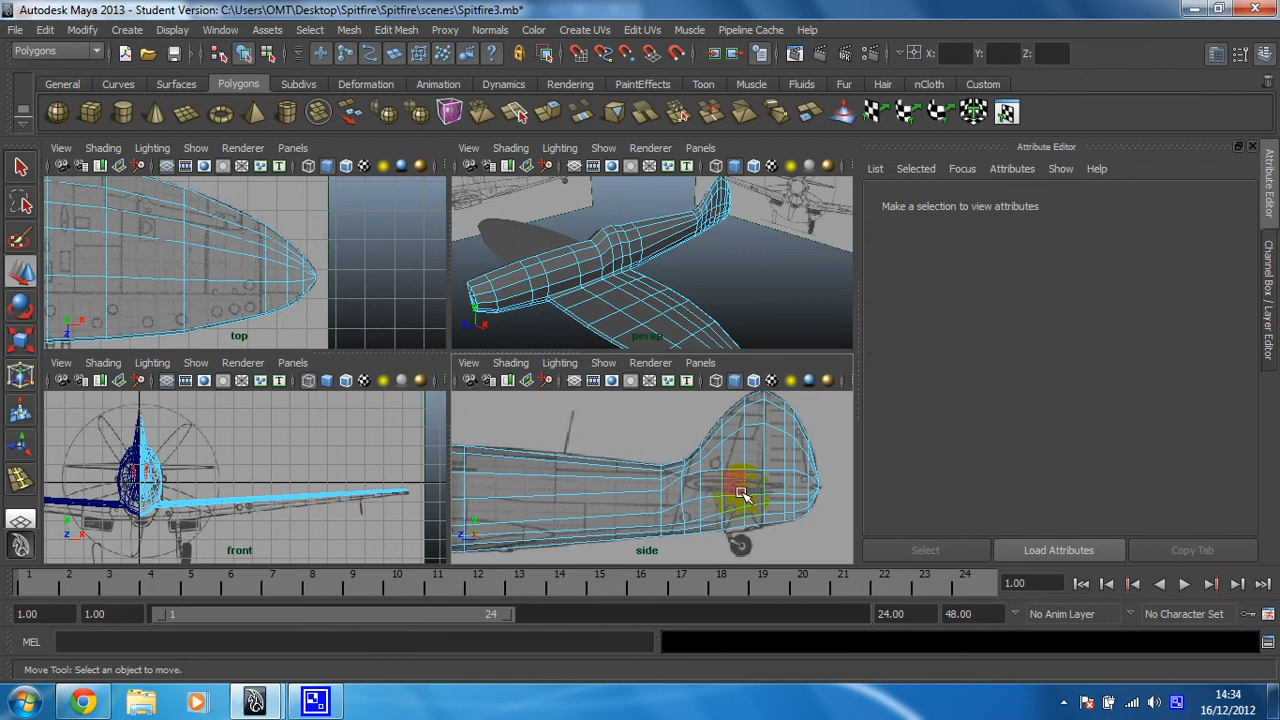 Autodesk Maya 2013 - Student Version: C:\Users\OMT\Desktop\Spitfire\Spitfire\scenes\Spitfire3.mb*
File Edit Modify Create Display Window Assets Select Mesh Edit Mesh Proxy Normals Color Create UVs Edit UVs Muscle Pipeline Cache Help
Polygons X: Y: Z:
General Curves Surfaces Polygons Subdivs Deformation Animation Dynamics Rendering PaintEffects Toon Muscle Fluids Fur Hair nCloth Custom
View Shading Lighting Show Renderer Panels
View Shading Lighting Show Renderer Panels
Attribute Editor
List Selected Focus Attributes Show Help
Make a selection to view attributes
Attribute Editor
Channel Box / Layer Editor
top
persp
View Shading Lighting Show Renderer Panels
View Shading Lighting Show Renderer Panels
front
side
Select Load Attributes Copy Tab
1 2 3 4 5 6 7 8 9 10 11 12 13 14 15 16 17 18 19 20 21 22 23 24 1.00
1.00 1.00 1 24 24.00 48.00 No Anim Layer No Character Set
MEL
Move Tool: Select an object to move.
14:34
16/12/2012